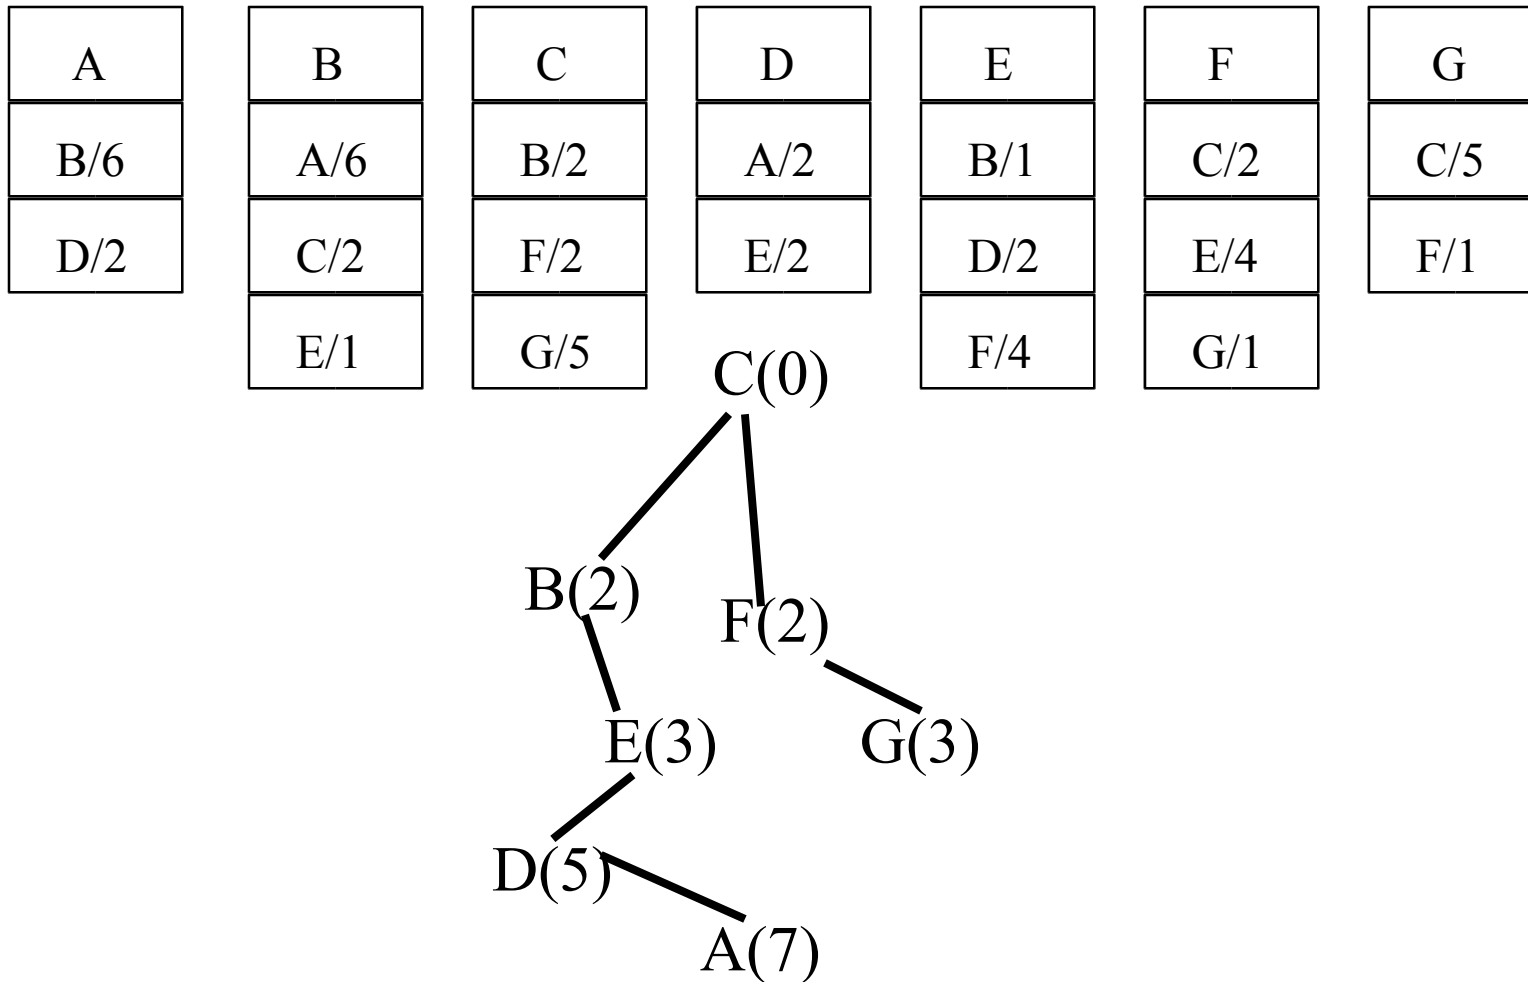 A B C D E F G
B/6 A/6 B/2 A/2 B/1 C/2 C/5
D/2 C/2 F/2 E/2 D/2 E/4 F/1
E/1 G/5 F/4 G/1
C(0)
B(2) F(2)
E(3) G(3)
D(5)
A(7)